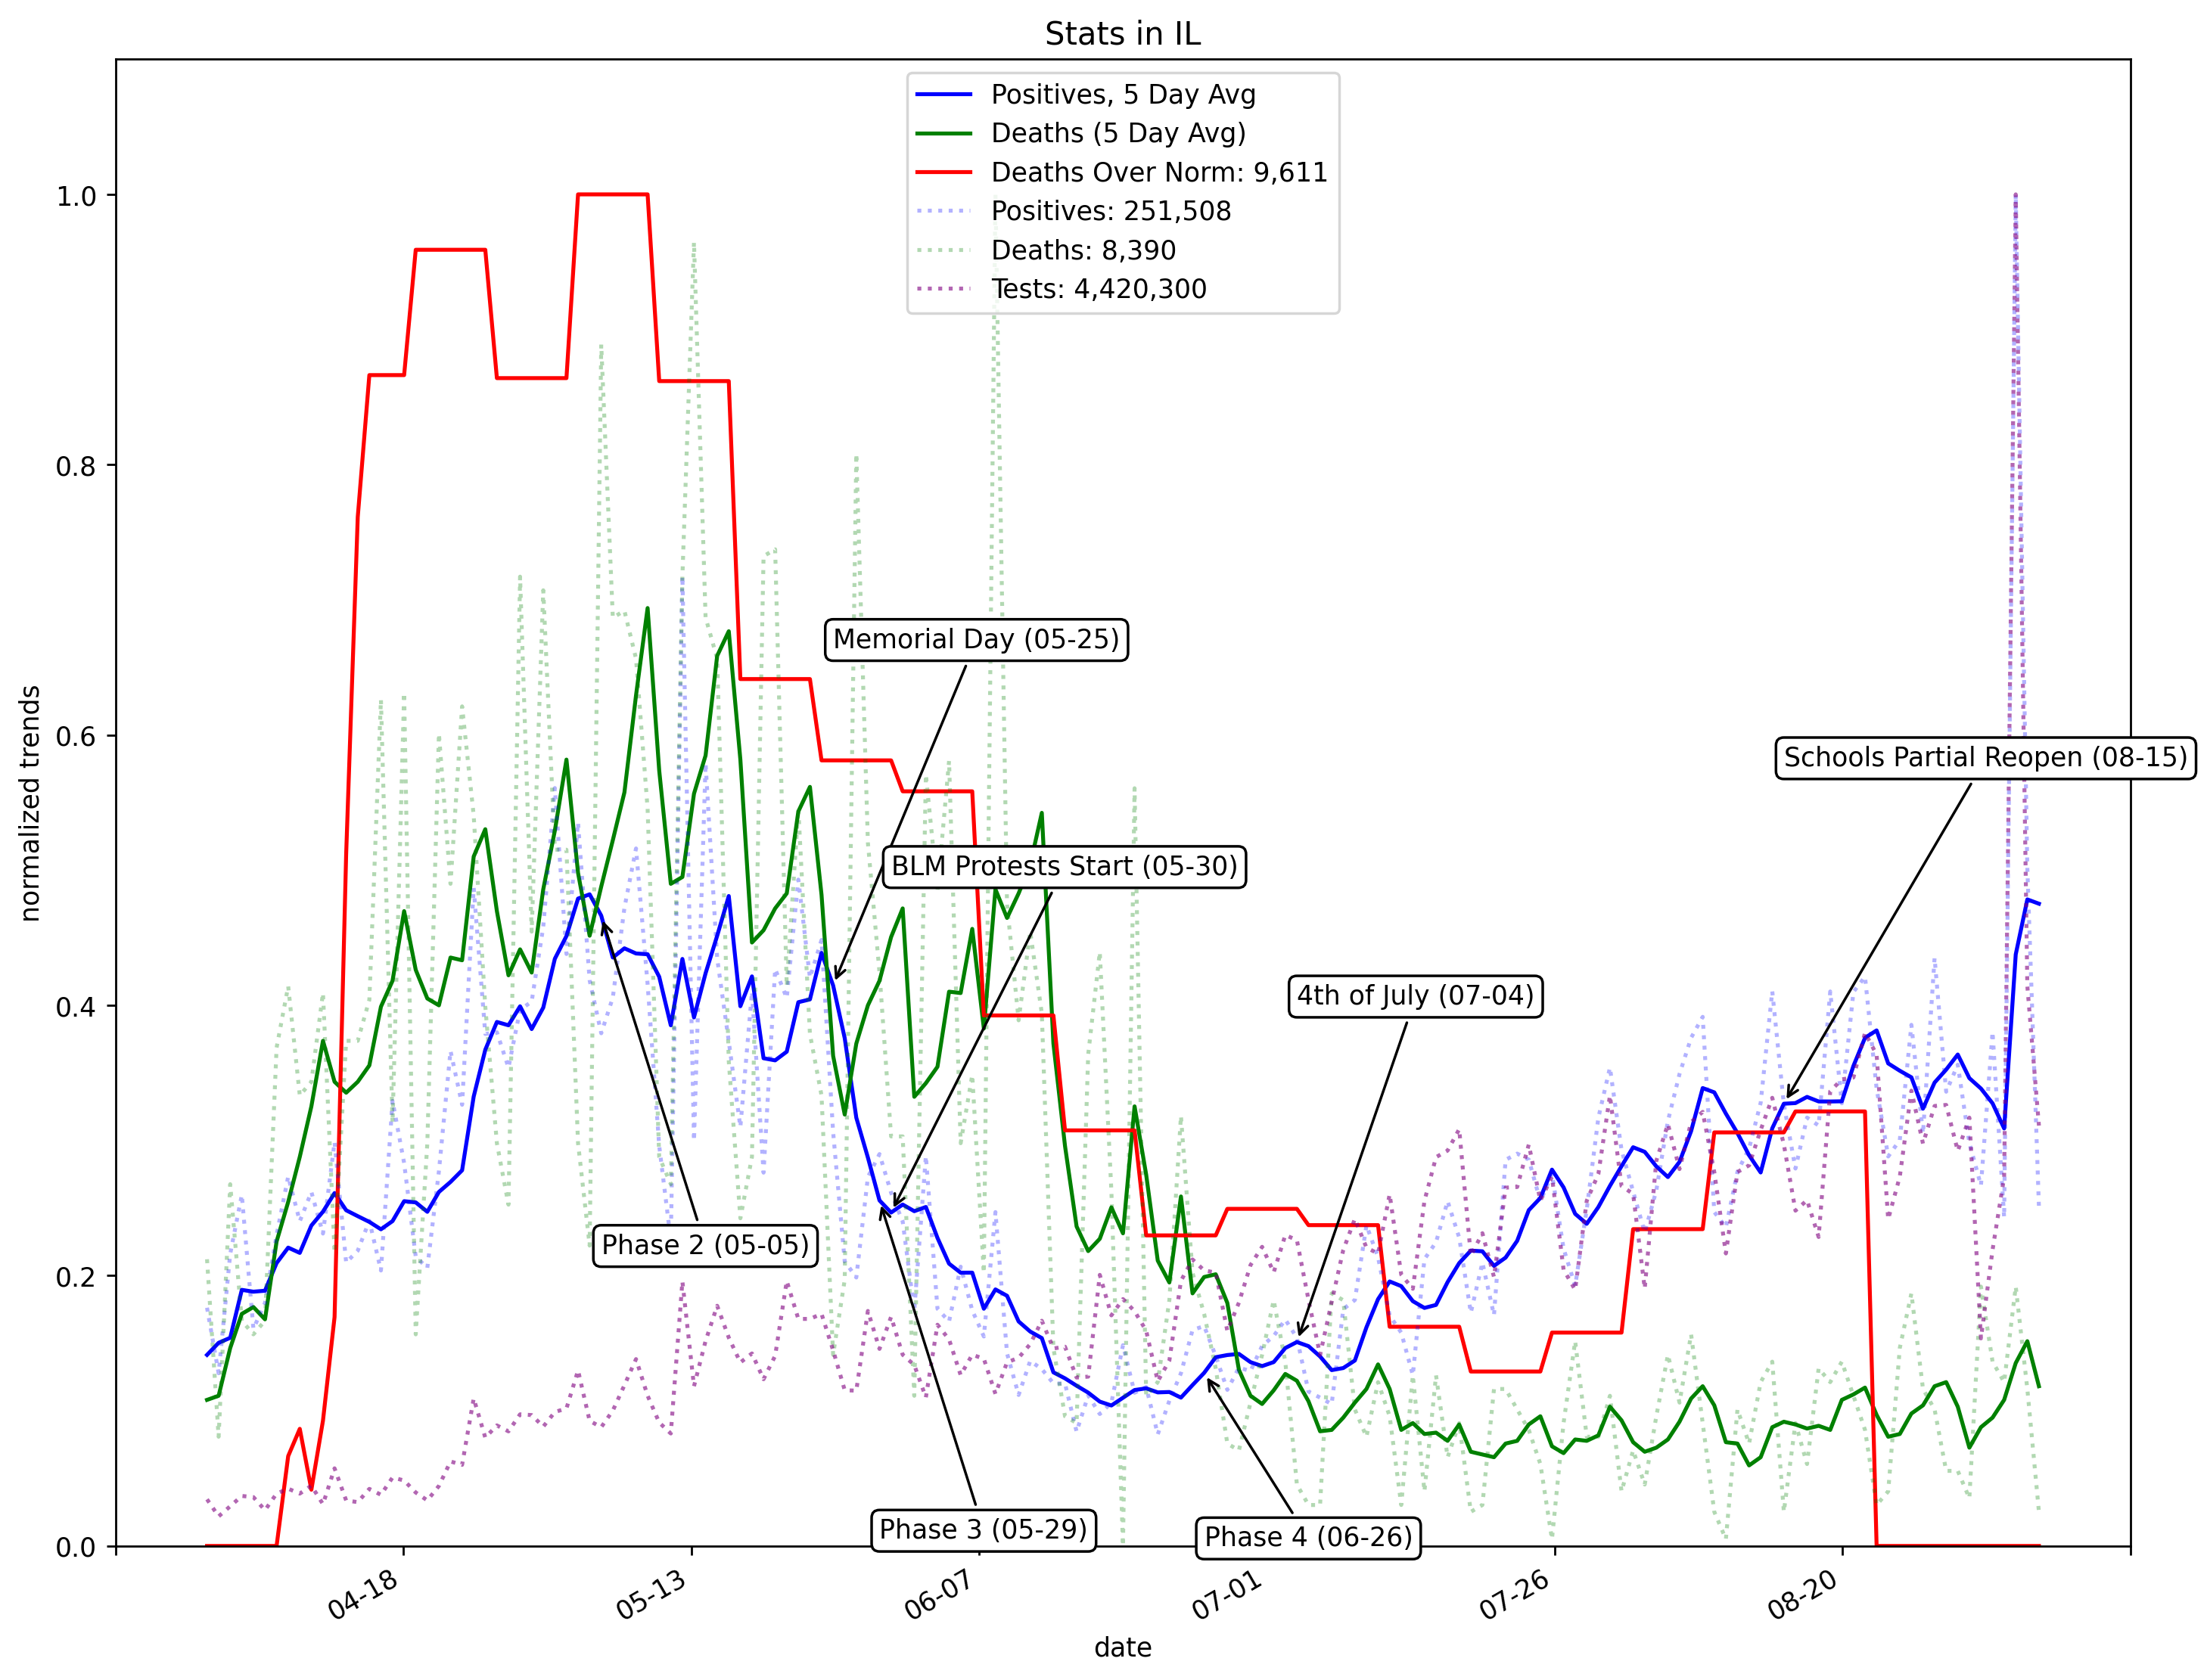 Stats in IL
Positives, 5 Day Avg
Deaths (5 Day Avg)
Deaths Over Norm: 9,611
Positives: 251,508
Deaths: 8,390
Tests: 4,420,300
normalized trends
1.0
0.8
0.6
0.4
0.2
0.0
Memorial Day (05-25)
Schools Partial Reopen (08-15)
BLM Protests Start (05-30)
4th of July (07-04)
Phase 2 (05-05)
Phase 3 (05-29)
Phase 4 (06-26)
04-18
05-13
06-07
07-01
07-26
08-20
date